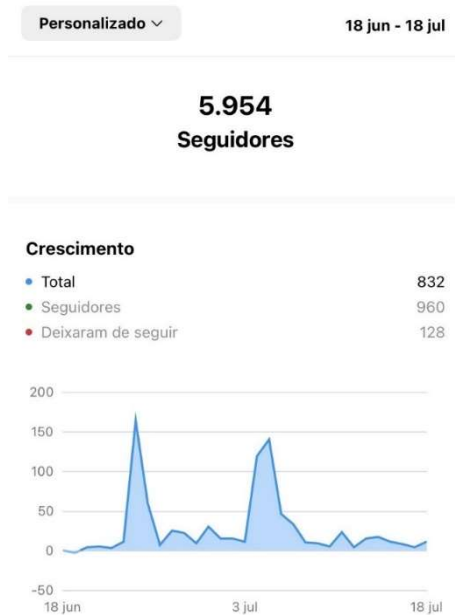 Personalizado
18 jun - 18 jul
5.954
Seguidores
Crescimento
Total 832
Seguidores 960
Deixaram de seguir 128
200
150
100
50
0
-50
18 jun 3 jul 18 jul